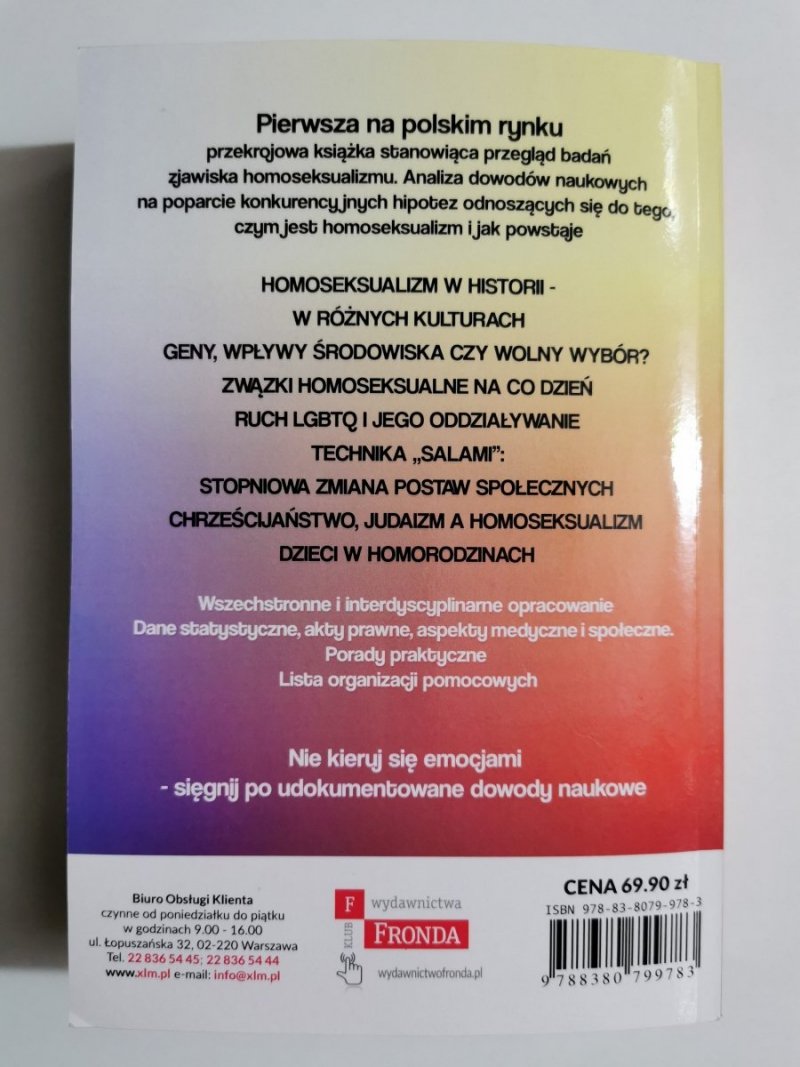 Pierwsza na polskim rynku
przekrojowa książka stanowiąca przegląd badań
zjawiska homoseksualizmu. Analiza dowodów naukowych
na poparcie konkurencyjnych hipotez odnoszących się do tego,
czym jest homoseksualizm i jak powstaje
HOMOSEKSUALIZM W HISTORII -
W RÓŻNYCH KULTURACH
GENY, WPŁYWY ŚRODOWISKA CZY WOLNY WYBÓR?
ZWĄZKI HOMOSEKSUALNE NA CO DZIEŃ
RUCH LGBTQ I JEGO ODDZIAŁYWANIE
TECHNIKA „SALAMI”:
STOPNIOWA ZMIANA POSTAW SPOŁECZNYCH
CHRZEŚCIJAŃSTWO, JUDAIZM A HOMOSEKSUALIZM
DZIECI W HOMORODZINACH
Wszechstronne i interdyscyplinarne opracowanie
Dane statystyczne, akty prawne, aspekty medyczne i społeczne.
Porady praktyczne
Lista organizacji pomocowych
Nie kieruj się emocjami
- sięgnij po udokumentowane dowody naukowe
Biuro Obsługi Klienta
czynne od poniedziałku do piątku
w godzinach 9.00 - 16.00
ul. Łopuszańska 32, 02-220 Warszawa
Tel. 22 836 54 45; 22 836 54 44
www.xlm.pl e-mail: info@xlm.pl
F wydawnictwa
KLUB FRONDA
wydawnictwofronda.pl
CENA 69.90 zł
ISBN 978-83-8079-978-3
9 788380 799783